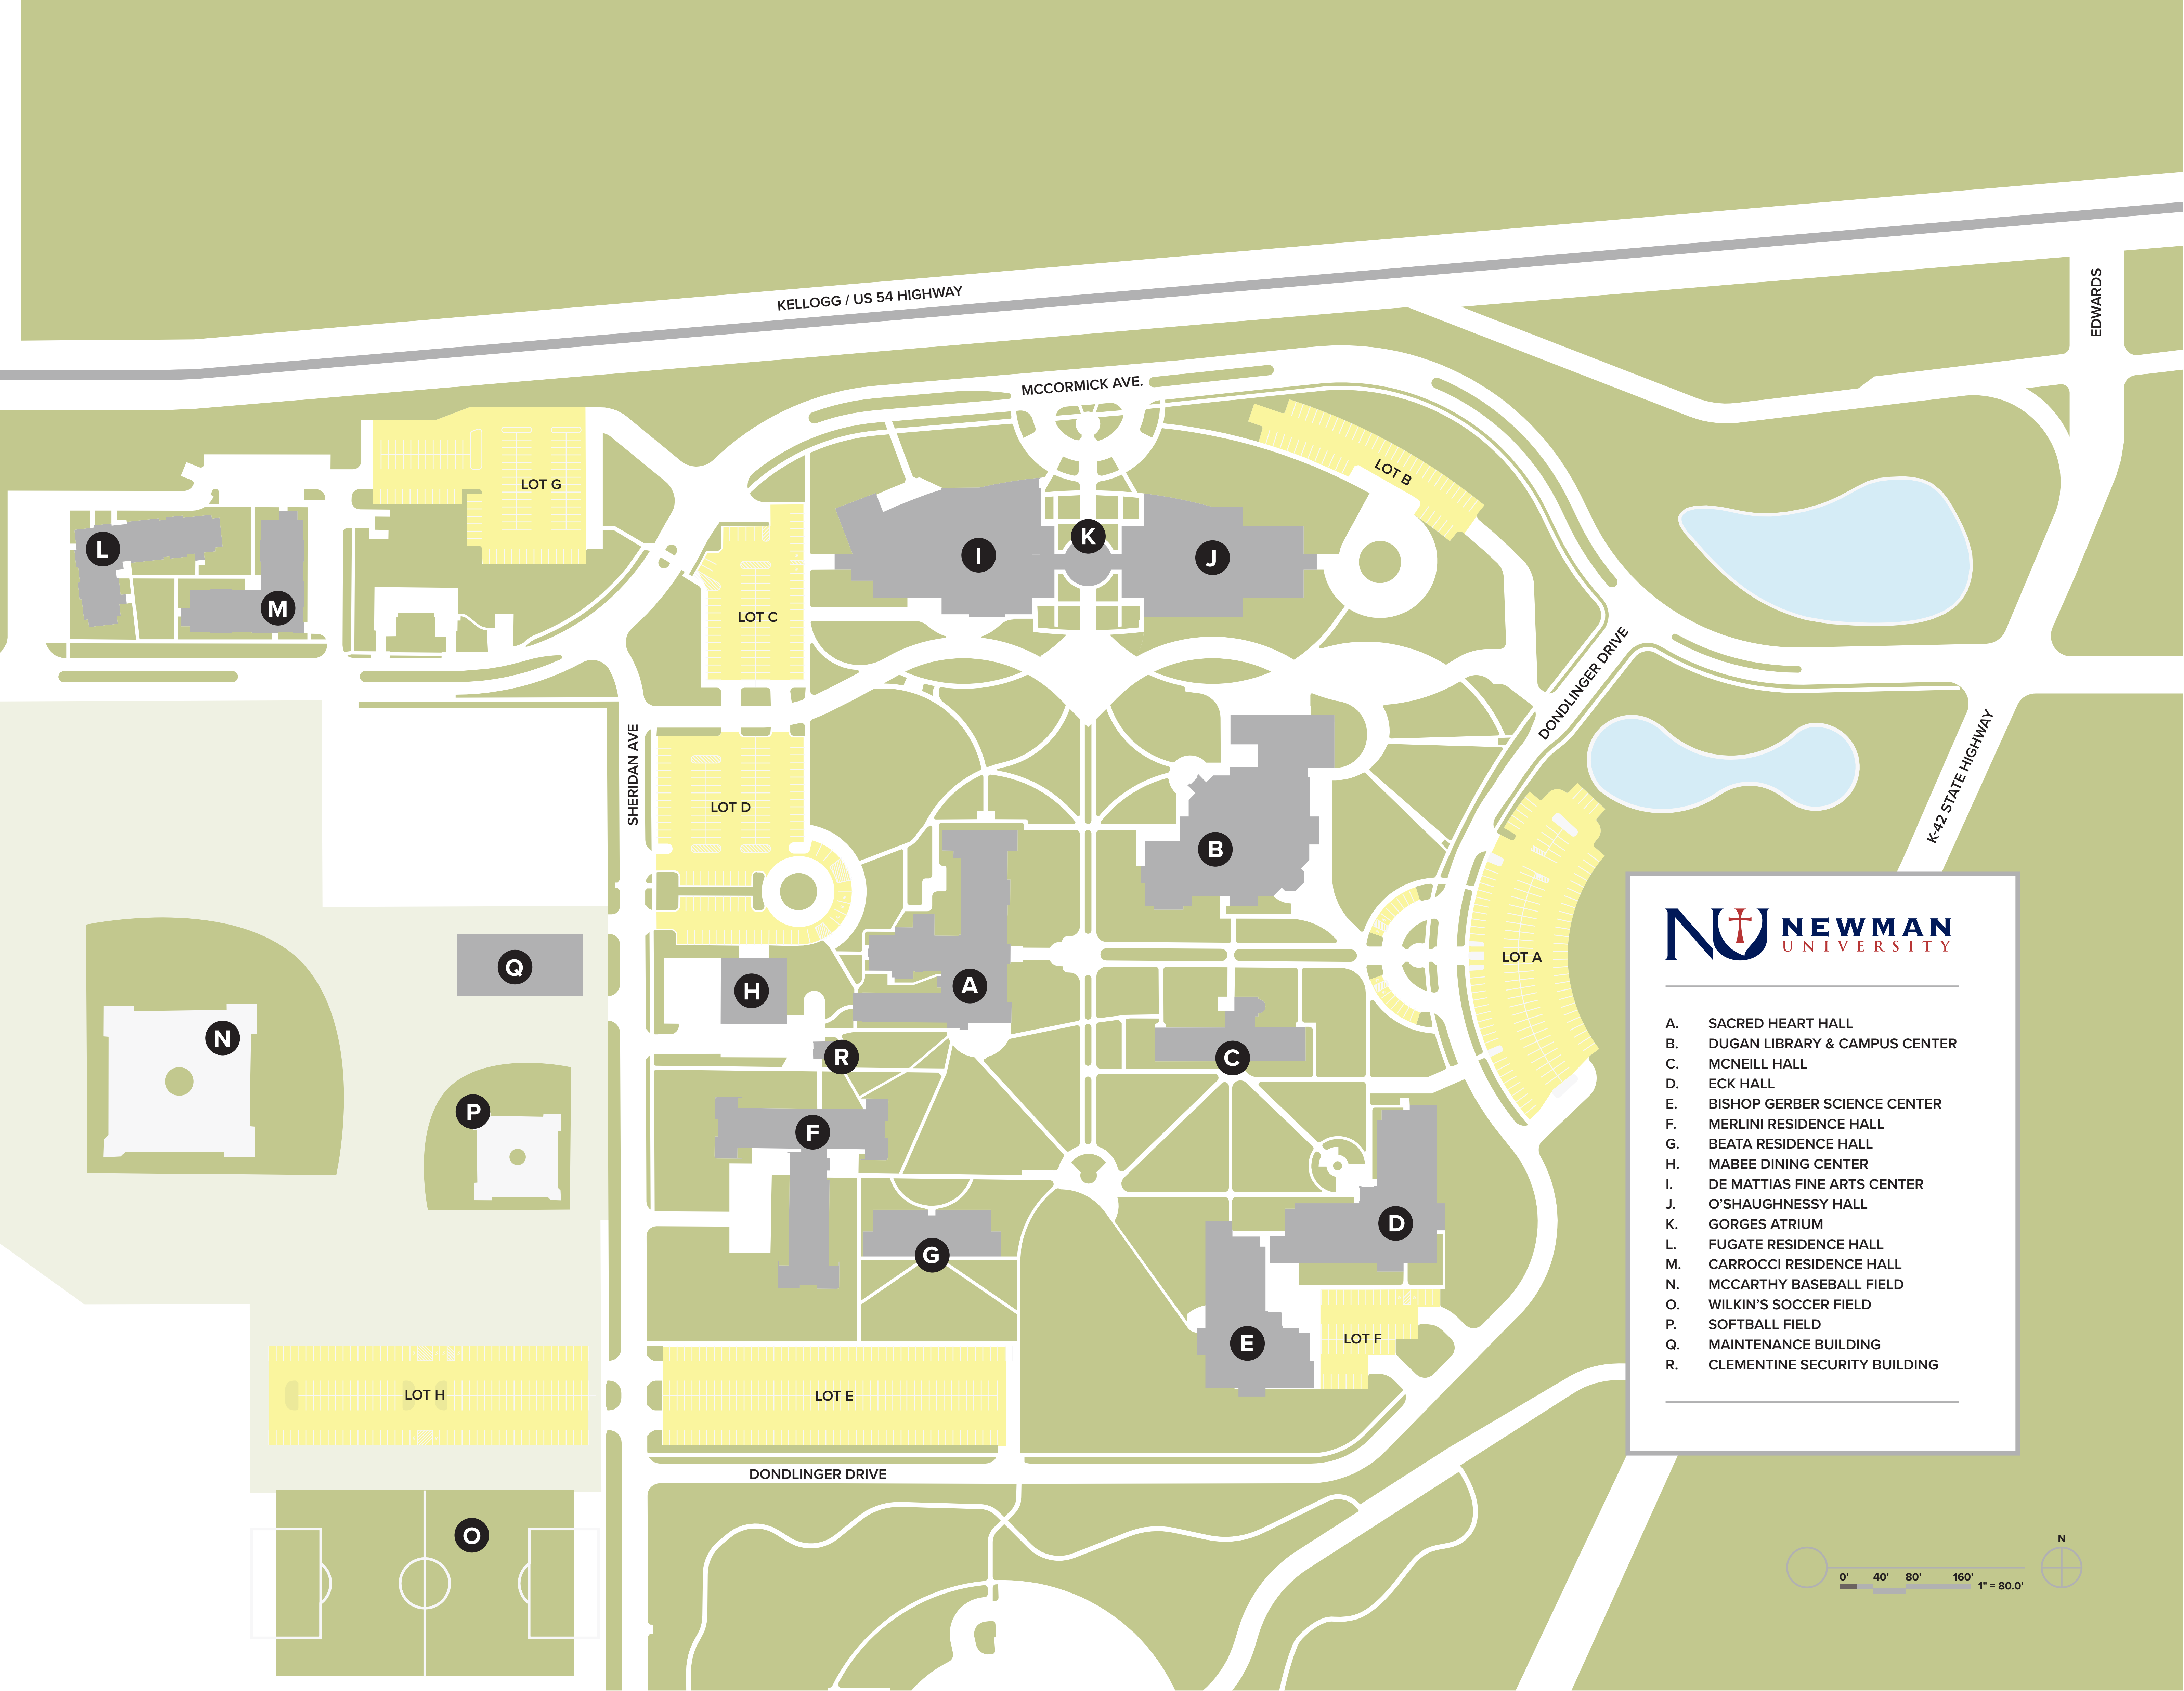 KELLOGG / US 54 HIGHWAY
EDWARDS
MCCORMICK AVE.
LOT B
LOT G
L
M
I
K
J
LOT C
DONDLINGER DRIVE
SHERIDAN AVE
K-42 STATE HIGHWAY
LOT D
B
LOT A
Q
H
A
N
R
C
P
F
D
G
E
LOT F
LOT H
LOT E
DONDLINGER DRIVE
O
NU NEWMAN
UNIVERSITY
A. SACRED HEART HALL
B. DUGAN LIBRARY & CAMPUS CENTER
C. MCNEILL HALL
D. ECK HALL
E. BISHOP GERBER SCIENCE CENTER
F. MERLINI RESIDENCE HALL
G. BEATA RESIDENCE HALL
H. MABEE DINING CENTER
I. DE MATTIAS FINE ARTS CENTER
J. O'SHAUGHNESSY HALL
K. GORGES ATRIUM
L. FUGATE RESIDENCE HALL
M. CARROCCI RESIDENCE HALL
N. MCCARTHY BASEBALL FIELD
O. WILKIN'S SOCCER FIELD
P. SOFTBALL FIELD
Q. MAINTENANCE BUILDING
R. CLEMENTINE SECURITY BUILDING
N
0' 40' 80' 160'
1" = 80.0'